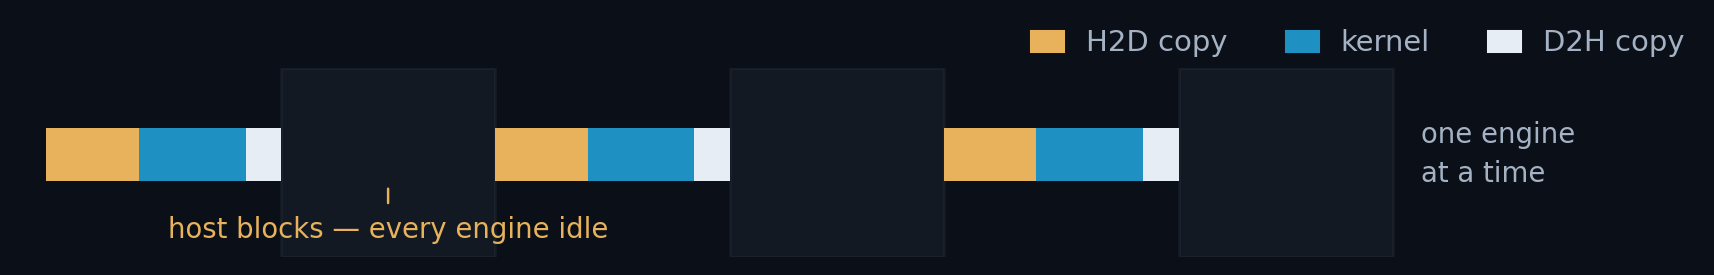 H2D copy
kernel
D2H copy
one engine
at a time
host blocks — every engine idle